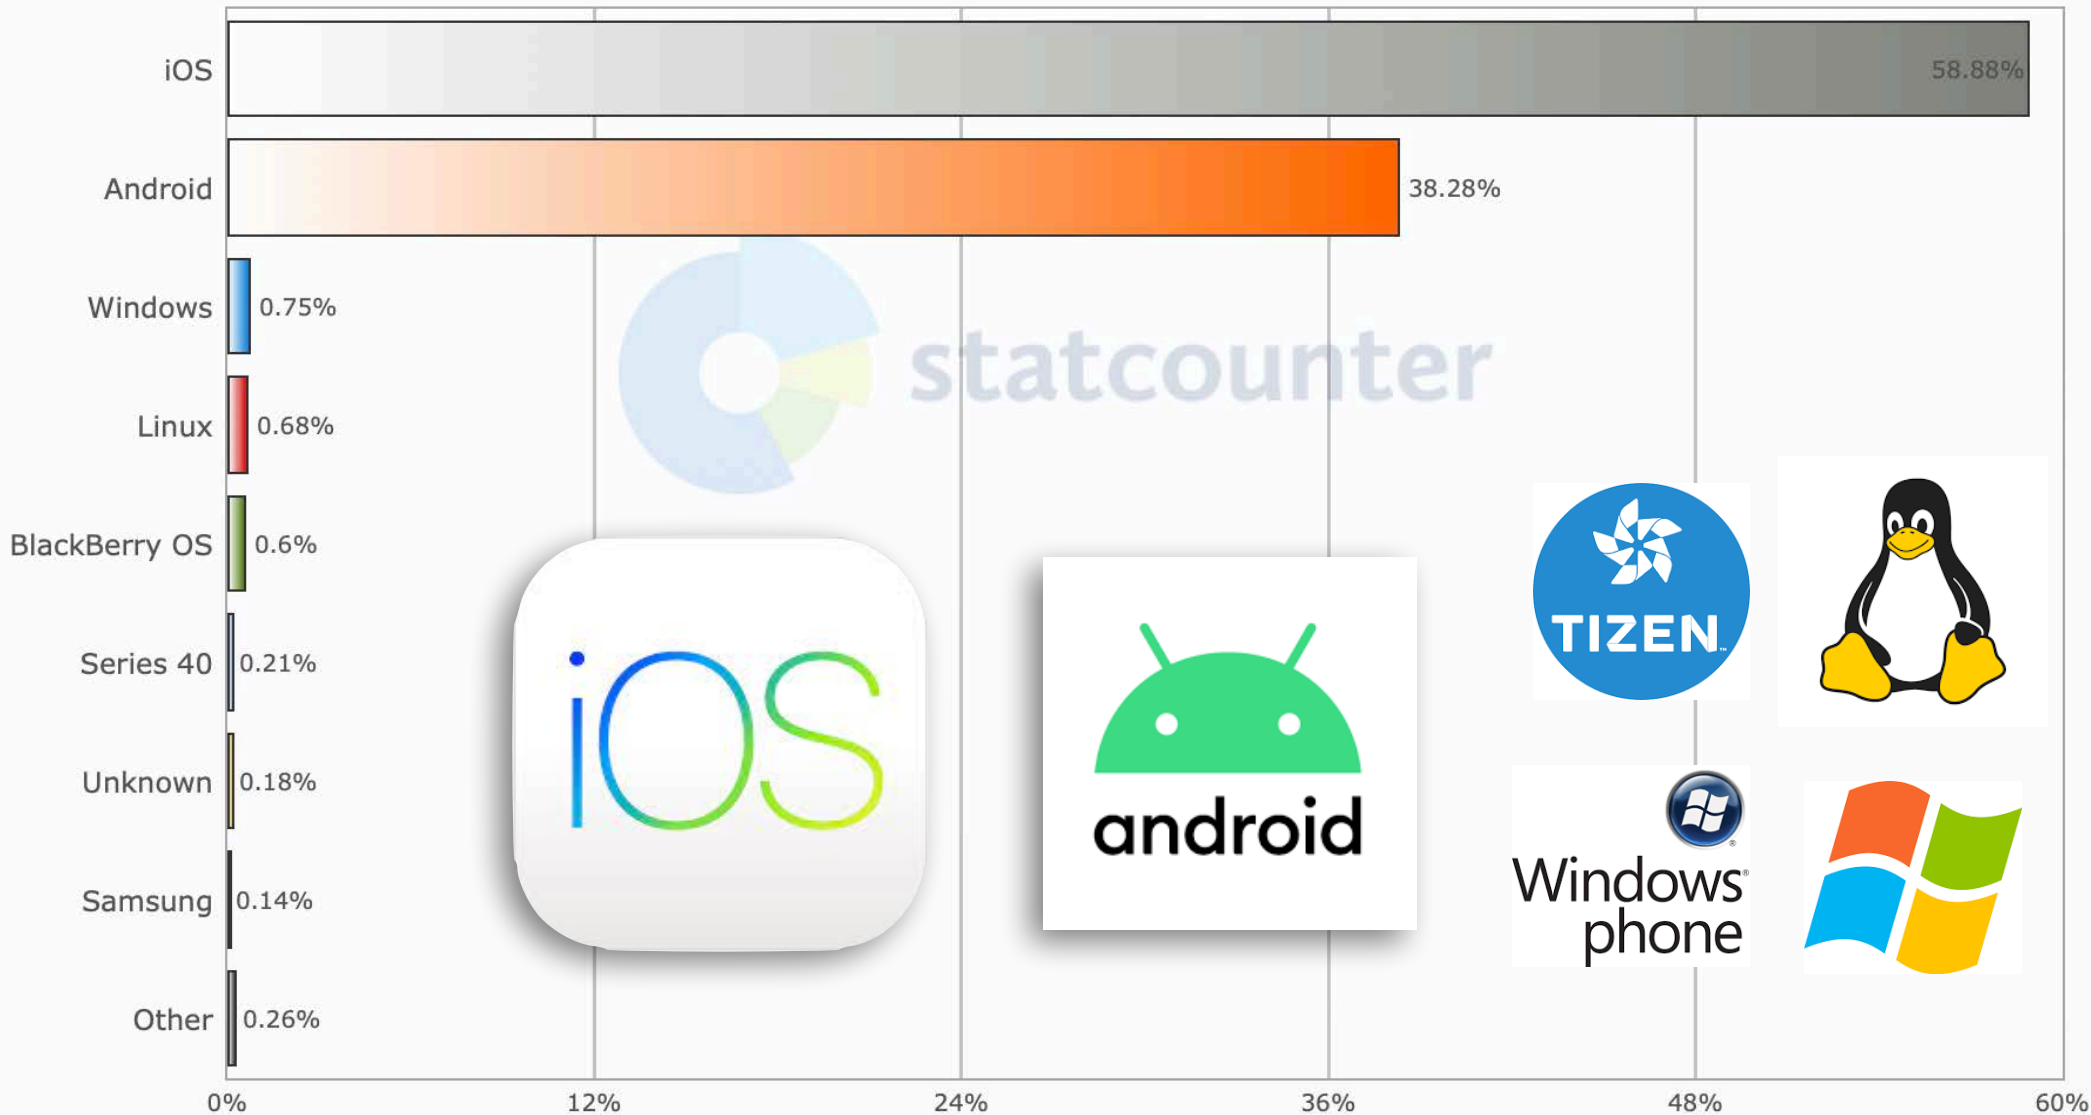 iOS 58.88%
Android 38.28%
Windows 0.75%
statcounter
Linux 0.68%
BlackBerry OS 0.6%
Series 40 0.21%
Unknown 0.18%
Samsung 0.14%
Other 0.26%
0% 12% 24% 36% 48% 60%
iOS
android
TIZEN™
Windows®
phone